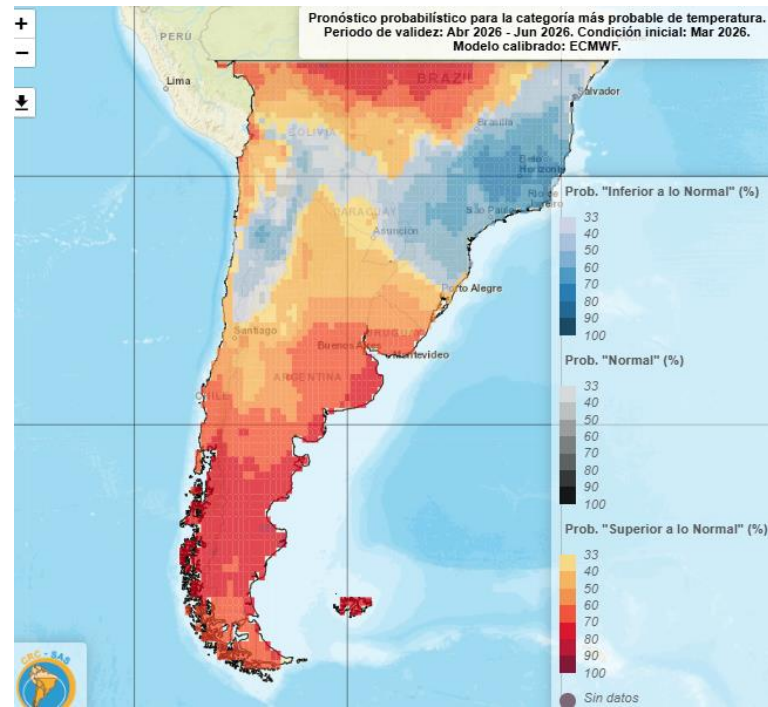 Pronóstico probabilístico para la categoría más probable de temperatura.
Periodo de validez: Abr 2026 - Jun 2026. Condición inicial: Mar 2026.
Modelo calibrado: ECMWF.
+
−
PERÚ
Lima
BRAZIL
BOLIVIA
Brasília
Salvador
Belo
Horizonte
Rio de
Janeiro
São Paulo
PARAGUAY
Asunción
Porto Alegre
URUGUAY
Santiago
Buenos Aires
Montevideo
ARGENTINA
CHILE
Prob. "Inferior a lo Normal" (%)
33
40
50
60
70
80
90
100
Prob. "Normal" (%)
33
40
50
60
70
80
90
100
Prob. "Superior a lo Normal" (%)
33
40
50
60
70
80
90
100
Sin datos
CRC - SAS